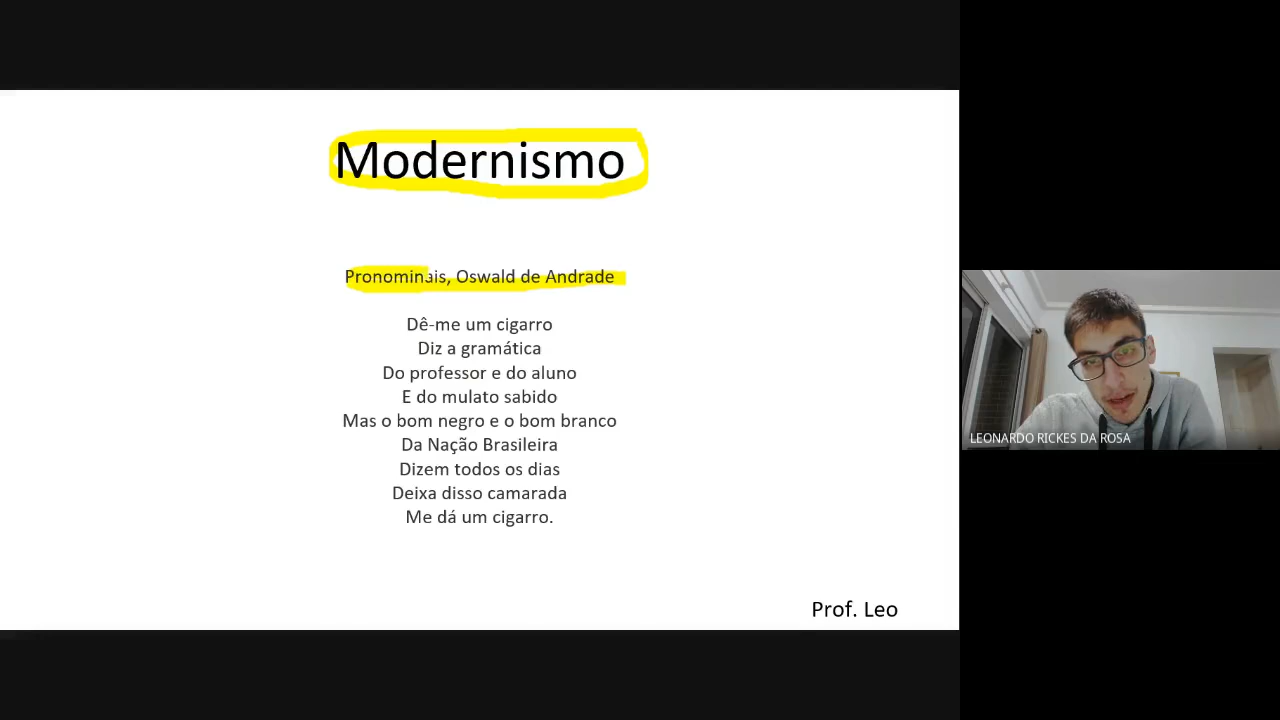 Modernismo
Pronominais, Oswald de Andrade
Dê-me um cigarro
Diz a gramática
Do professor e do aluno
E do mulato sabido
Mas o bom negro e o bom branco
Da Nação Brasileira
Dizem todos os dias
Deixa disso camarada
Me dá um cigarro.
Prof. Leo
LEONARDO RICKES DA ROSA